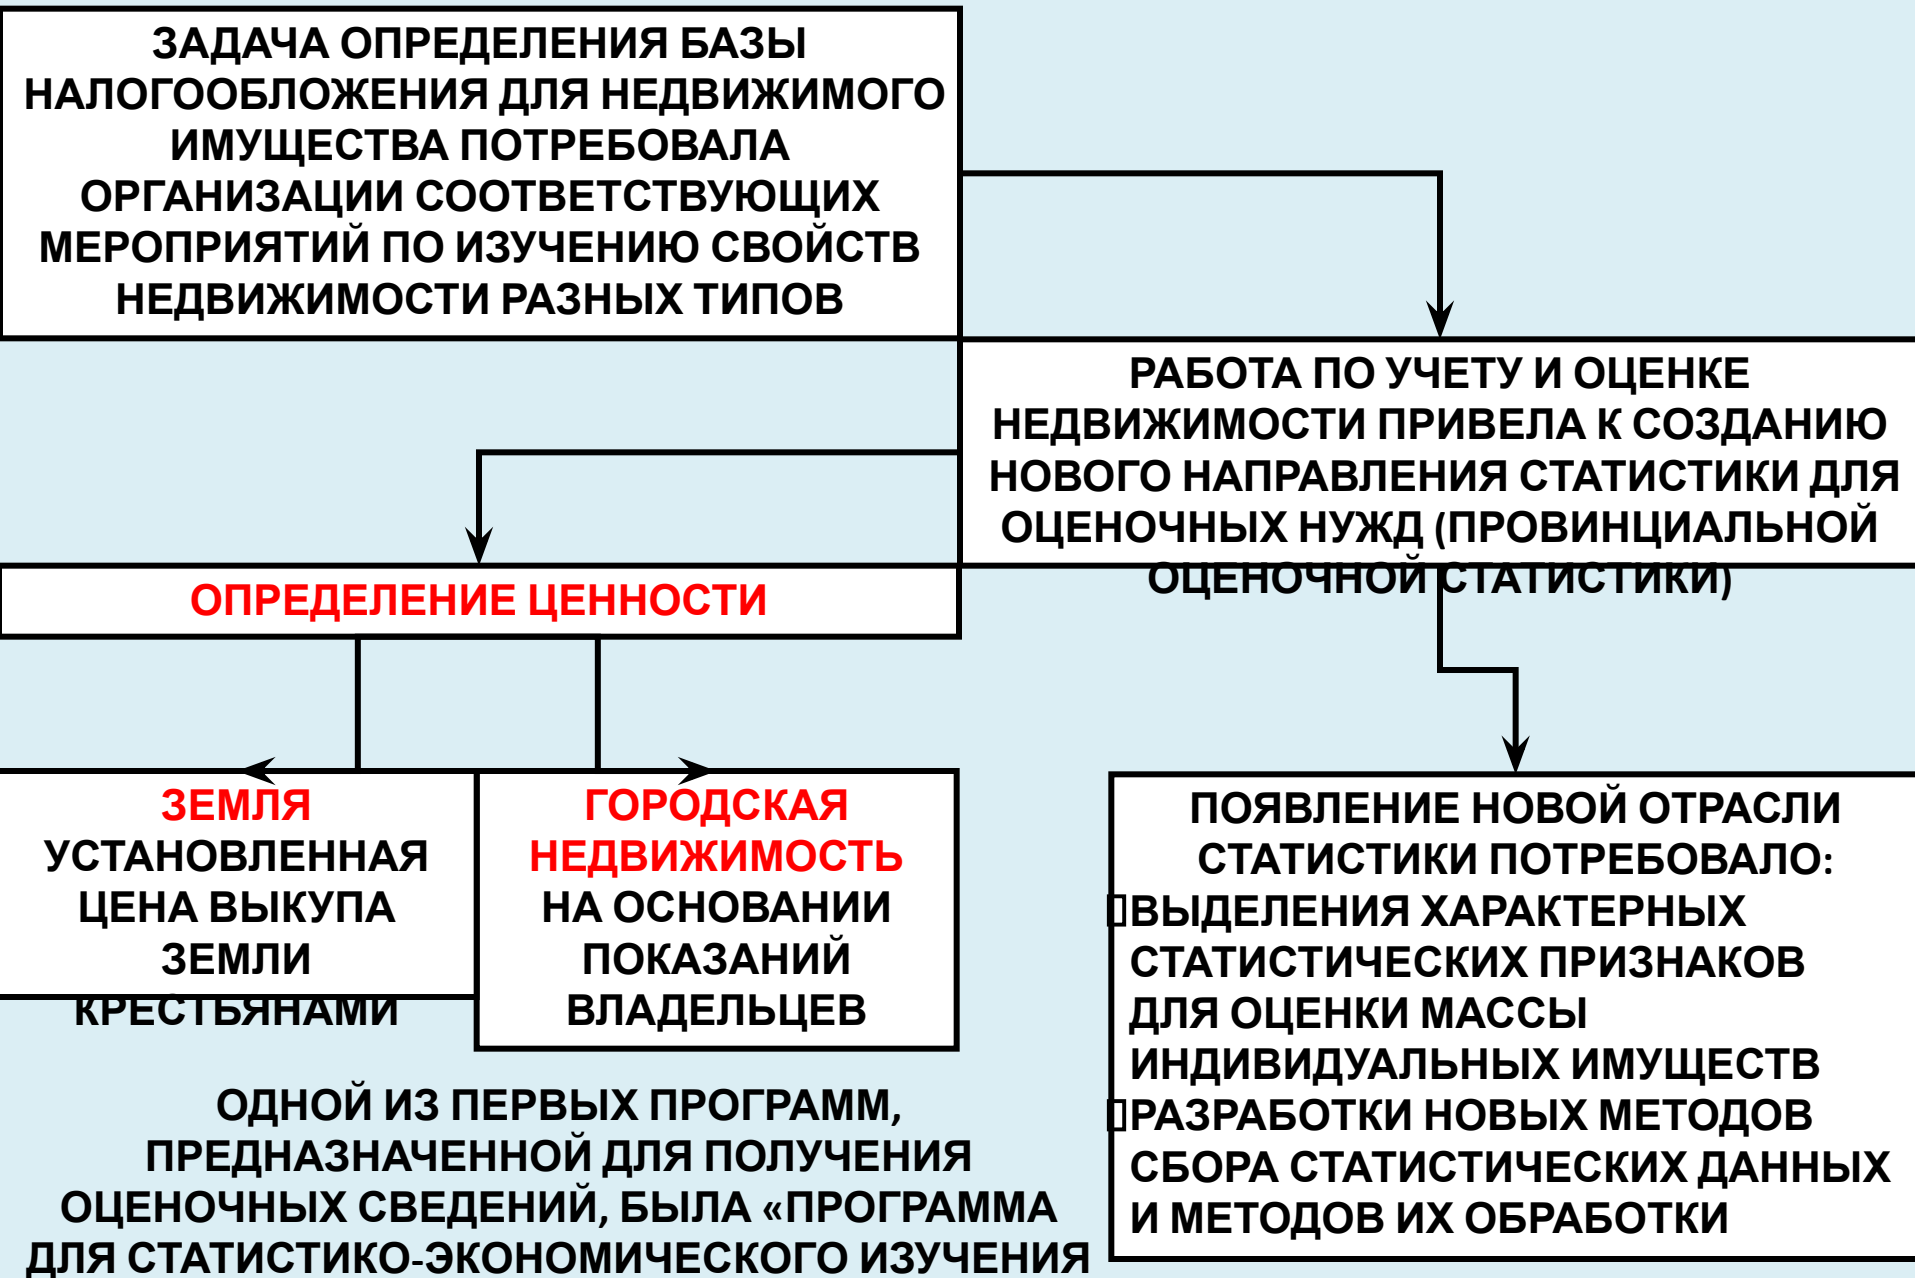 ЗАДАЧА ОПРЕДЕЛЕНИЯ БАЗЫ
НАЛОГООБЛОЖЕНИЯ ДЛЯ НЕДВИЖИМОГО
ИМУЩЕСТВА ПОТРЕБОВАЛА
ОРГАНИЗАЦИИ СООТВЕТСТВУЮЩИХ
МЕРОПРИЯТИЙ ПО ИЗУЧЕНИЮ СВОЙСТВ
НЕДВИЖИМОСТИ РАЗНЫХ ТИПОВ
РАБОТА ПО УЧЕТУ И ОЦЕНКЕ
НЕДВИЖИМОСТИ ПРИВЕЛА К СОЗДАНИЮ
НОВОГО НАПРАВЛЕНИЯ СТАТИСТИКИ ДЛЯ
ОЦЕНОЧНЫХ НУЖД (ПРОВИНЦИАЛЬНОЙ
ОЦЕНОЧНОЙ СТАТИСТИКИ)
ОПРЕДЕЛЕНИЕ ЦЕННОСТИ
ЗЕМЛЯ
УСТАНОВЛЕННАЯ
ЦЕНА ВЫКУПА
ЗЕМЛИ
КРЕСТЬЯНАМИ
ГОРОДСКАЯ
НЕДВИЖИМОСТЬ
НА ОСНОВАНИИ
ПОКАЗАНИЙ
ВЛАДЕЛЬЦЕВ
ПОЯВЛЕНИЕ НОВОЙ ОТРАСЛИ
СТАТИСТИКИ ПОТРЕБОВАЛО:
ВЫДЕЛЕНИЯ ХАРАКТЕРНЫХ
СТАТИСТИЧЕСКИХ ПРИЗНАКОВ
ДЛЯ ОЦЕНКИ МАССЫ
ИНДИВИДУАЛЬНЫХ ИМУЩЕСТВ
РАЗРАБОТКИ НОВЫХ МЕТОДОВ
СБОРА СТАТИСТИЧЕСКИХ ДАННЫХ
И МЕТОДОВ ИХ ОБРАБОТКИ
ОДНОЙ ИЗ ПЕРВЫХ ПРОГРАММ,
ПРЕДНАЗНАЧЕННОЙ ДЛЯ ПОЛУЧЕНИЯ
ОЦЕНОЧНЫХ СВЕДЕНИЙ, БЫЛА «ПРОГРАММА
ДЛЯ СТАТИСТИКО-ЭКОНОМИЧЕСКОГО ИЗУЧЕНИЯ